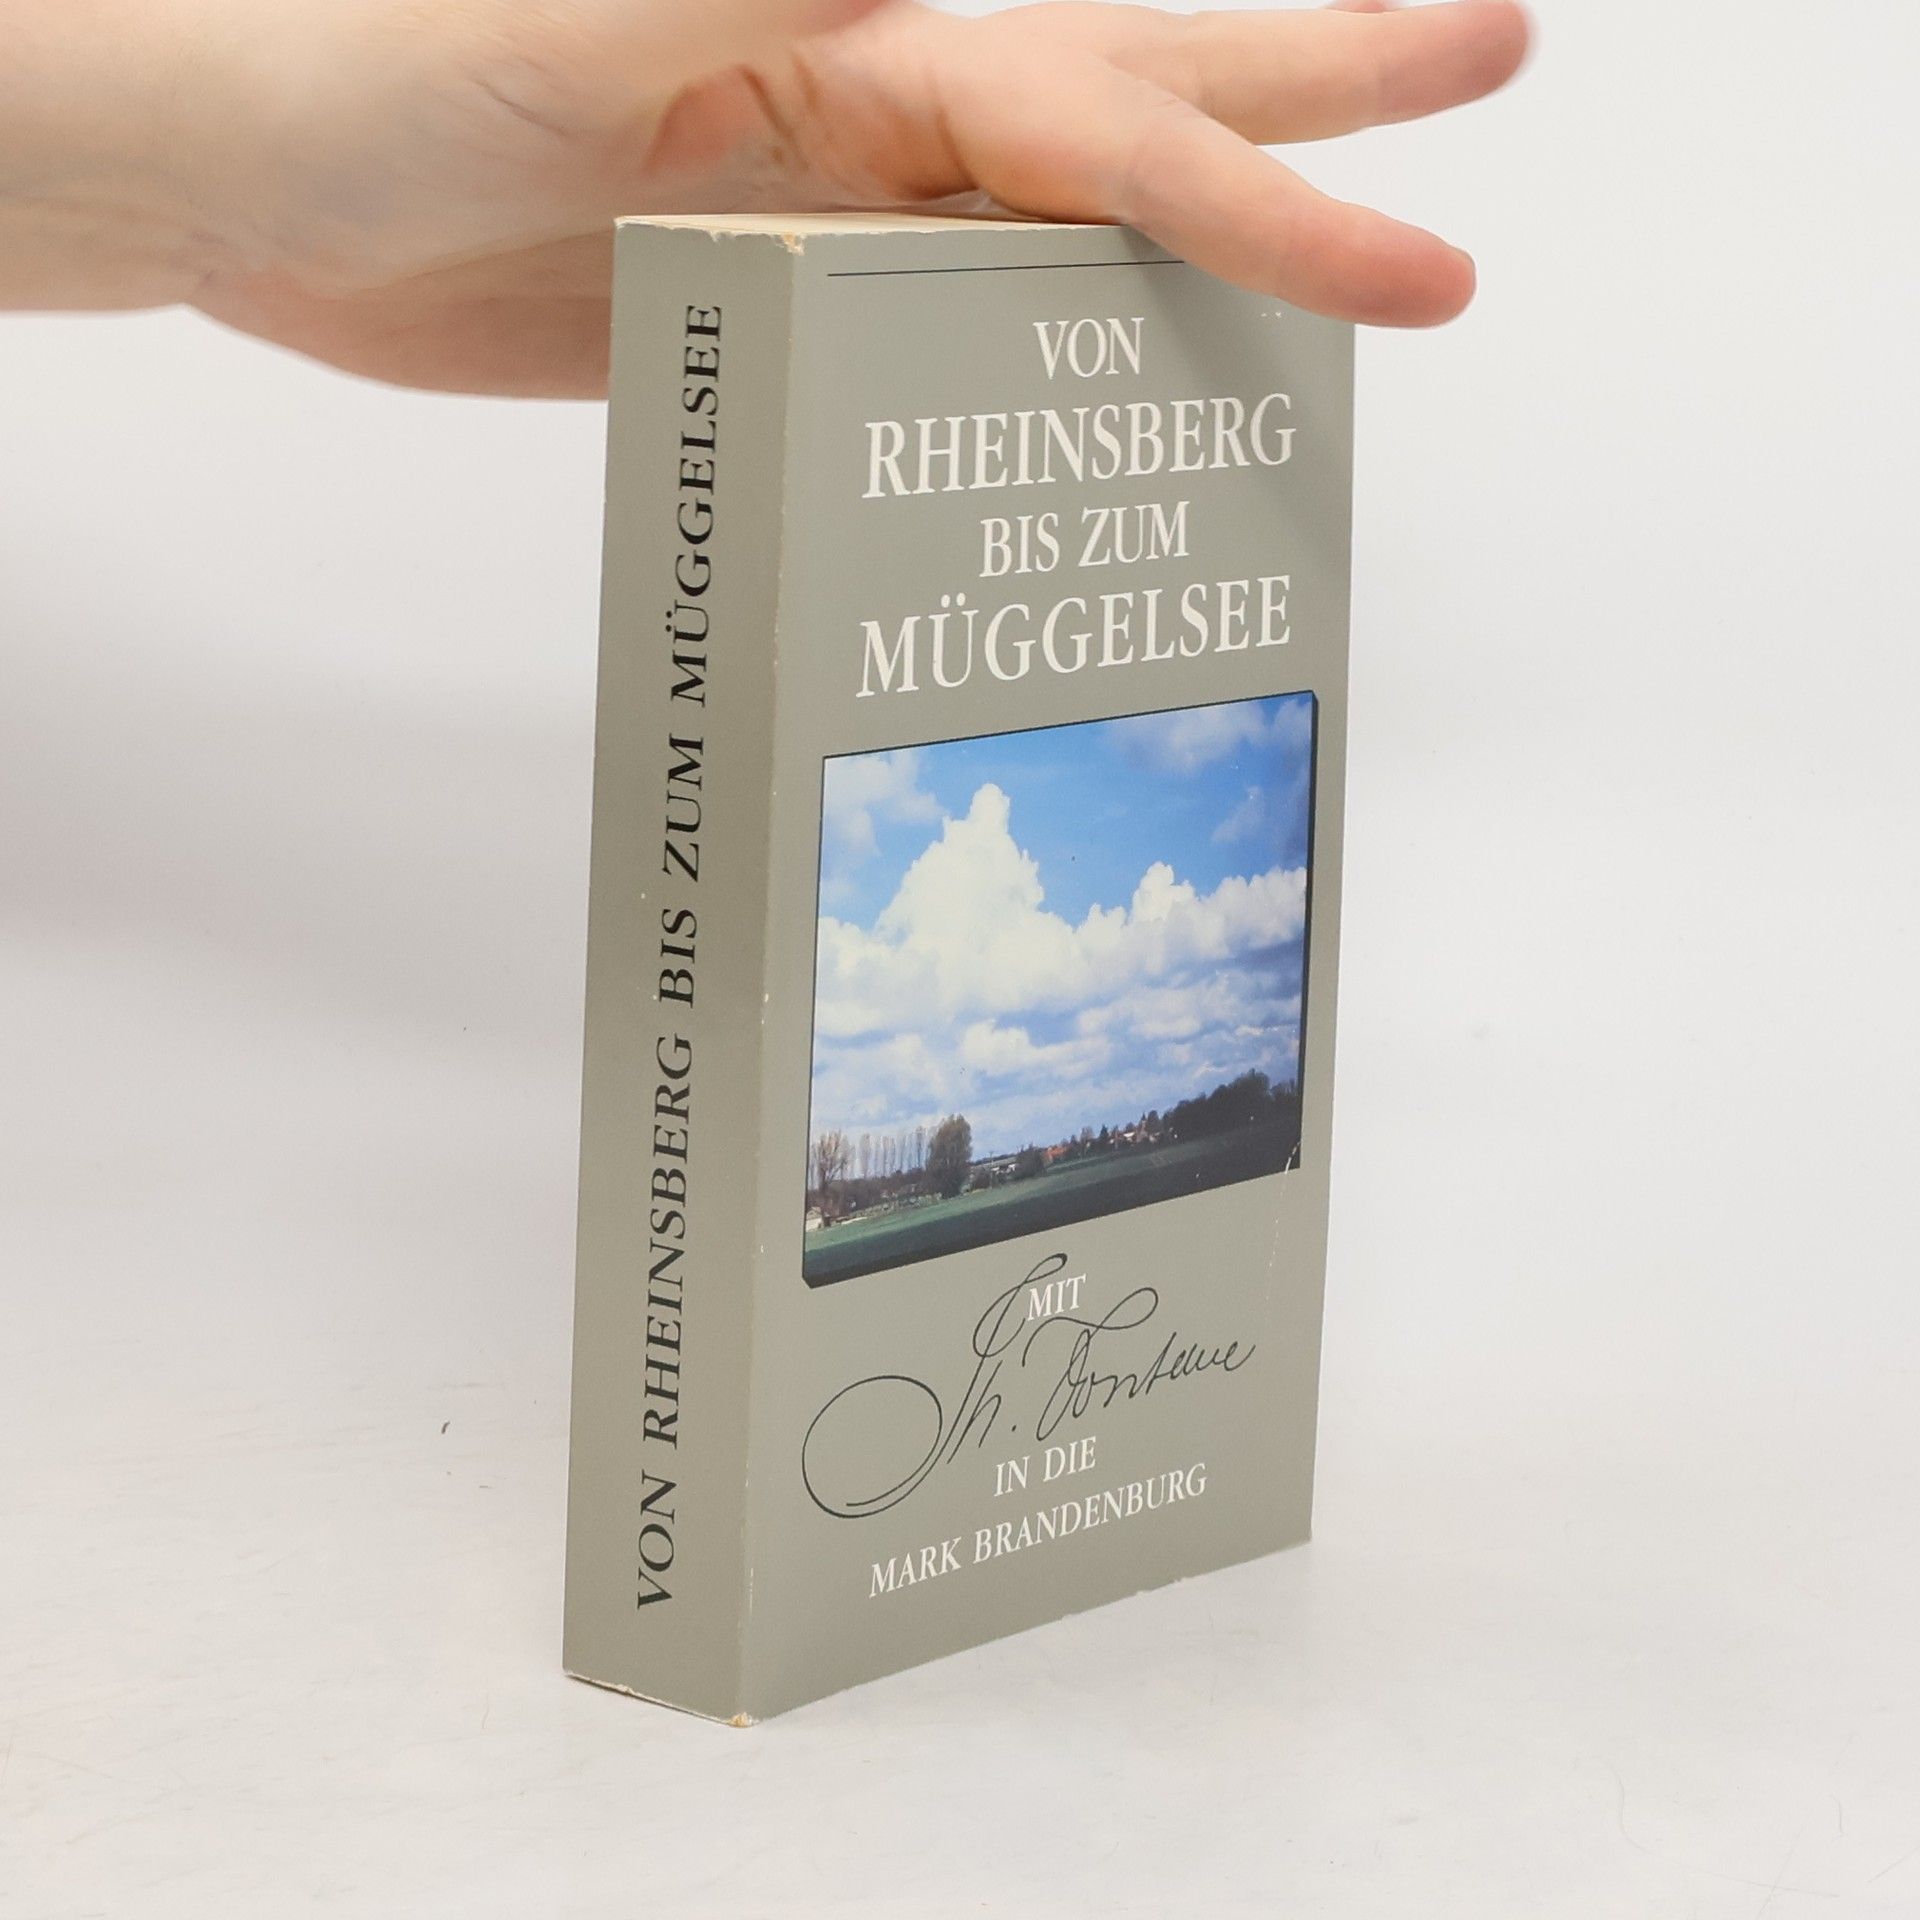 VON RHEINSBERG BIS ZUM MÜGGELSEE
VON
RHEINSBERG
BIS ZUM
MÜGGELSEE
MIT
Th. Fontane
IN DIE
MARK BRANDENBURG